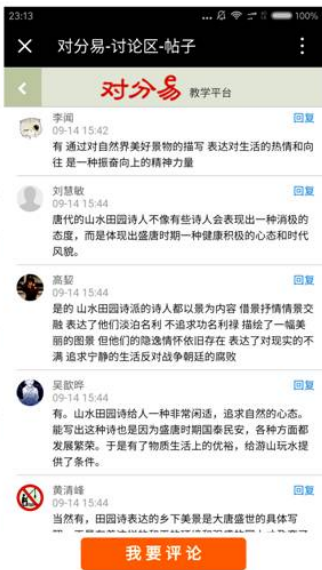 23:13
100%
对分易-讨论区-帖子
对分易 教学平台
李闻 回复
09-14 15:42
有 通过对自然界美好景物的描写 表达对生活的热情和向
往 是一种振奋向上的精神力量
刘慧敏 回复
09-14 15:44
唐代的山水田园诗人不像有些诗人会表现出一种消极的
态度，而是体现出盛唐时期一种健康积极的心态和时代
风貌。
高契 回复
09-14 15:44
是的 山水田园诗派的诗人都以景为内容 借景抒情情景交
融 表达了他们淡泊名利 不追求功名利禄 描绘了一幅美
丽的图景 但他们的隐逸情怀依旧存在 表达了对现实的不
满 追求宁静的生活反对战争朝廷的腐败
吴歆晔 回复
09-14 15:44
有。山水田园诗给人一种非常闲适，追求自然的心态。
能写出这种诗也是因为盛唐时期国泰民安，各种方面都
发展繁荣。于是有了物质生活上的优裕，给游山玩水提
供了条件。
黄清峰 回复
09-14 15:44
当然有，田园诗表达的乡下美景是大唐盛世的具体写
我要评论